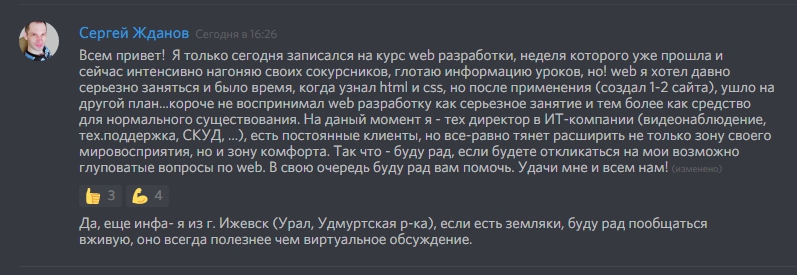 Сергей Жданов Сегодня в 16:26
Всем привет! Я только сегодня записался на курс web разработки, неделя которого уже прошла и
сейчас интенсивно нагоняю своих сокурсников, глотаю информацию уроков, но! web я хотел давно
серьезно заняться и было время, когда узнал html и css, но после применения (создал 1-2 сайта), ушло на
другой план...короче не воспринимал web разработку как серьезное занятие и тем более как средство
для нормального существования. На даный момент я - тех директор в ИТ-компании (видеонаблюдение,
тех.поддержка, СКУД, ...), есть постоянные клиенты, но все-равно тянет расширить не только зону своего
мировосприятия, но и зону комфорта. Так что - буду рад, если будете откликаться на мои возможно
глуповатые вопросы по web. В свою очередь буду рад вам помочь. Удачи мне и всем нам! (изменено)
👍 3 💪 4
Да, еще инфа- я из г. Ижевск (Урал, Удмуртская р-ка), если есть земляки, буду рад пообщаться
вживую, оно всегда полезнее чем виртуальное обсуждение.